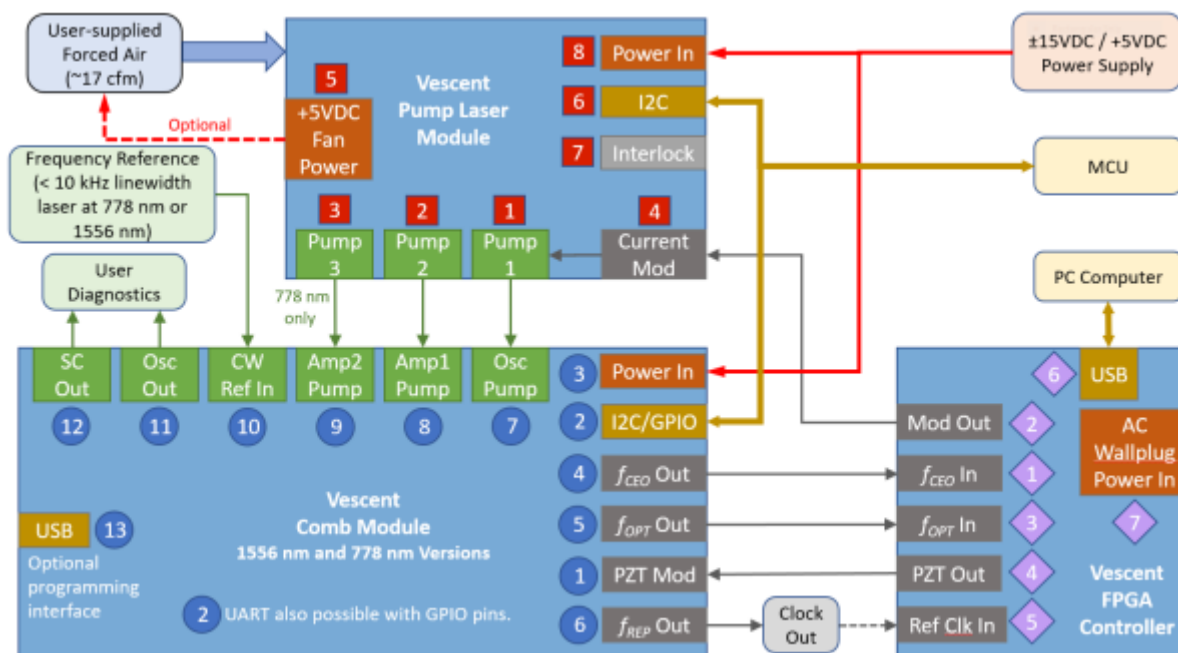 User-supplied
Forced Air
(~17 cfm)
Optional
Frequency Reference
(< 10 kHz linewidth
laser at 778 nm or
1556 nm)
User
Diagnostics
Vescent
Pump Laser
Module
5
+5VDC
Fan
Power
8
Power In
6
I2C
7
Interlock
3
2
1
4
Pump
3
Pump
2
Pump
1
Current
Mod
±15VDC / +5VDC
Power Supply
MCU
PC Computer
778 nm
only
SC
Out
Osc
Out
CW
Ref In
Amp2
Pump
Amp1
Pump
Osc
Pump
12
11
10
9
8
7
3
Power In
2
I2C/GPIO
4
fCEO Out
5
fOPT Out
1
PZT Mod
6
fREP Out
Vescent
Comb Module
1556 nm and 778 nm Versions
USB
13
Optional
programming
interface
2
UART also possible with GPIO pins.
Clock
Out
6
USB
Mod Out
2
fCEO In
1
fOPT In
3
PZT Out
4
Ref Clk In
5
AC
Wallplug
Power In
7
Vescent
FPGA
Controller